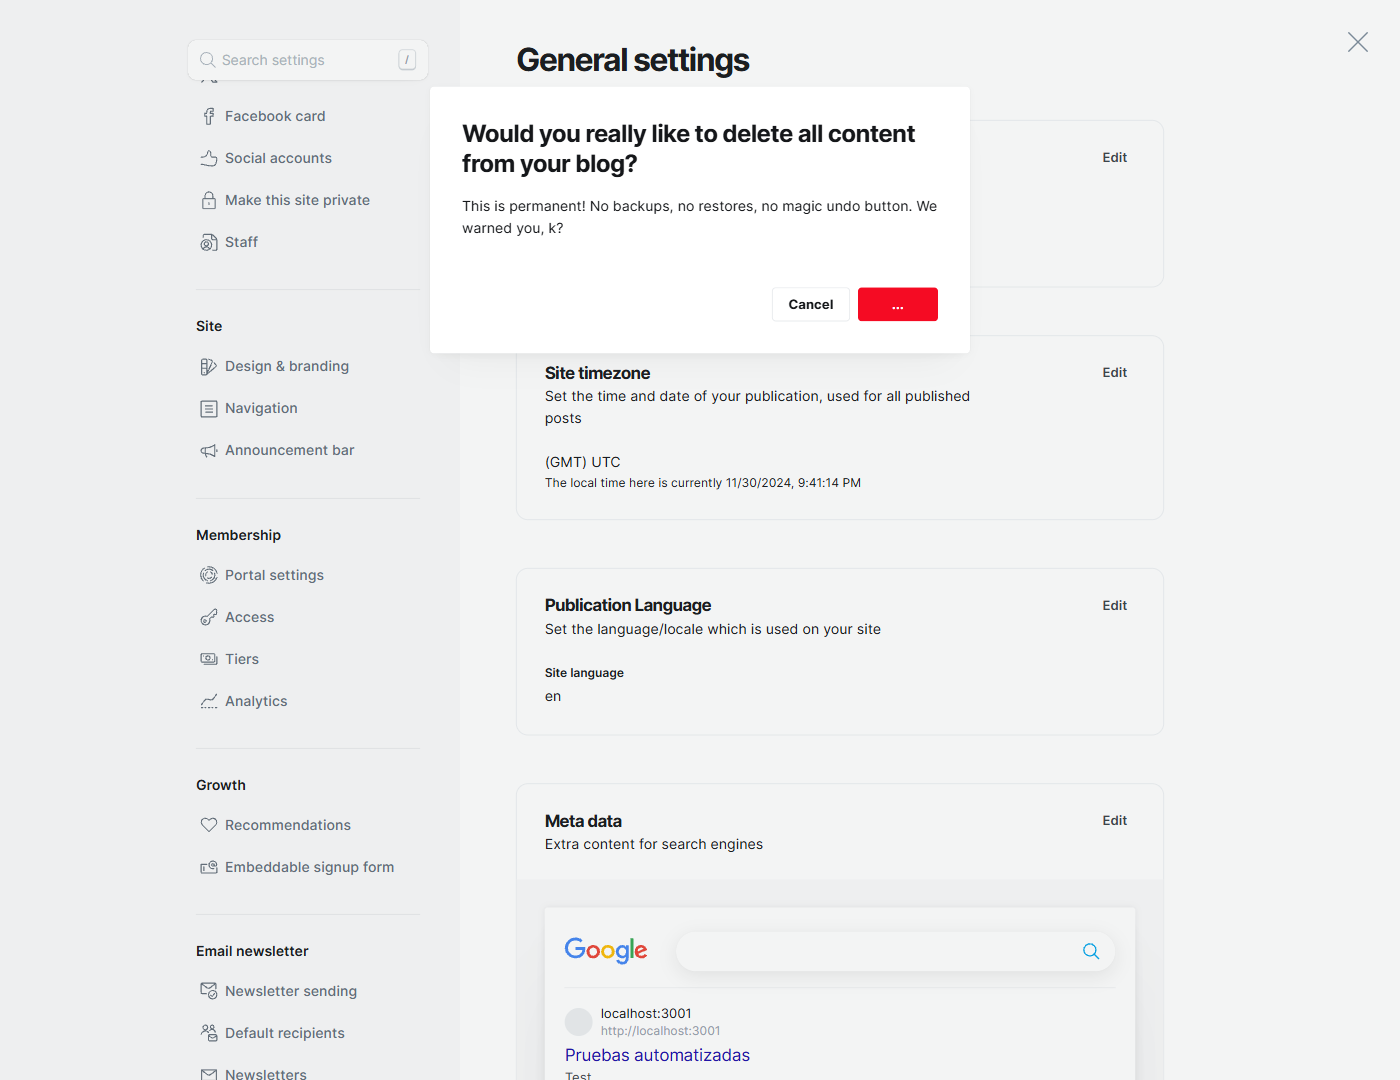 Search settings
/
General settings
Facebook card
Social accounts
Make this site private
Staff
Site
Design & branding
Navigation
Announcement bar
Membership
Portal settings
Access
Tiers
Analytics
Growth
Recommendations
Embeddable signup form
Email newsletter
Newsletter sending
Default recipients
Newsletters
Would you really like to delete all content
from your blog?
This is permanent! No backups, no restores, no magic undo button. We
warned you, k?
Cancel
...
Edit
Site timezone
Edit
Set the time and date of your publication, used for all published
posts
(GMT) UTC
The local time here is currently 11/30/2024, 9:41:14 PM
Publication Language
Edit
Set the language/locale which is used on your site
Site language
en
Meta data
Edit
Extra content for search engines
Google
localhost:3001
http://localhost:3001
Pruebas automatizadas
Test